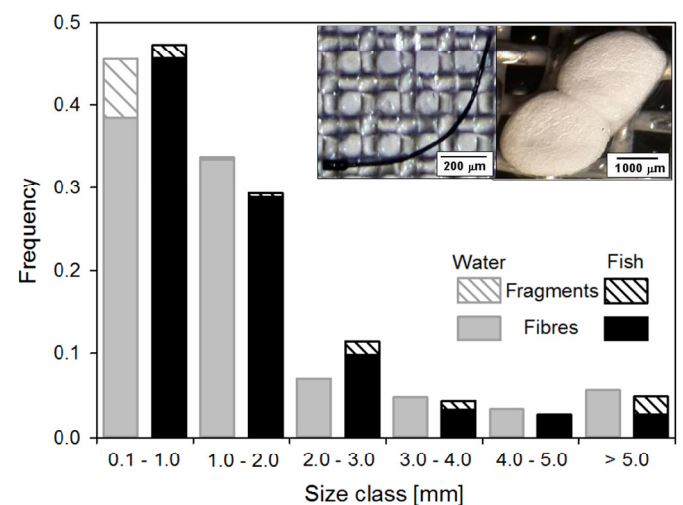 0.5
0.4
0.3
0.2
0.1
0.0
Frequency
200 µm
1000 µm
Water Fish
Fragments
Fibres
0.1 - 1.0 1.0 - 2.0 2.0 - 3.0 3.0 - 4.0 4.0 - 5.0 > 5.0
Size class [mm]